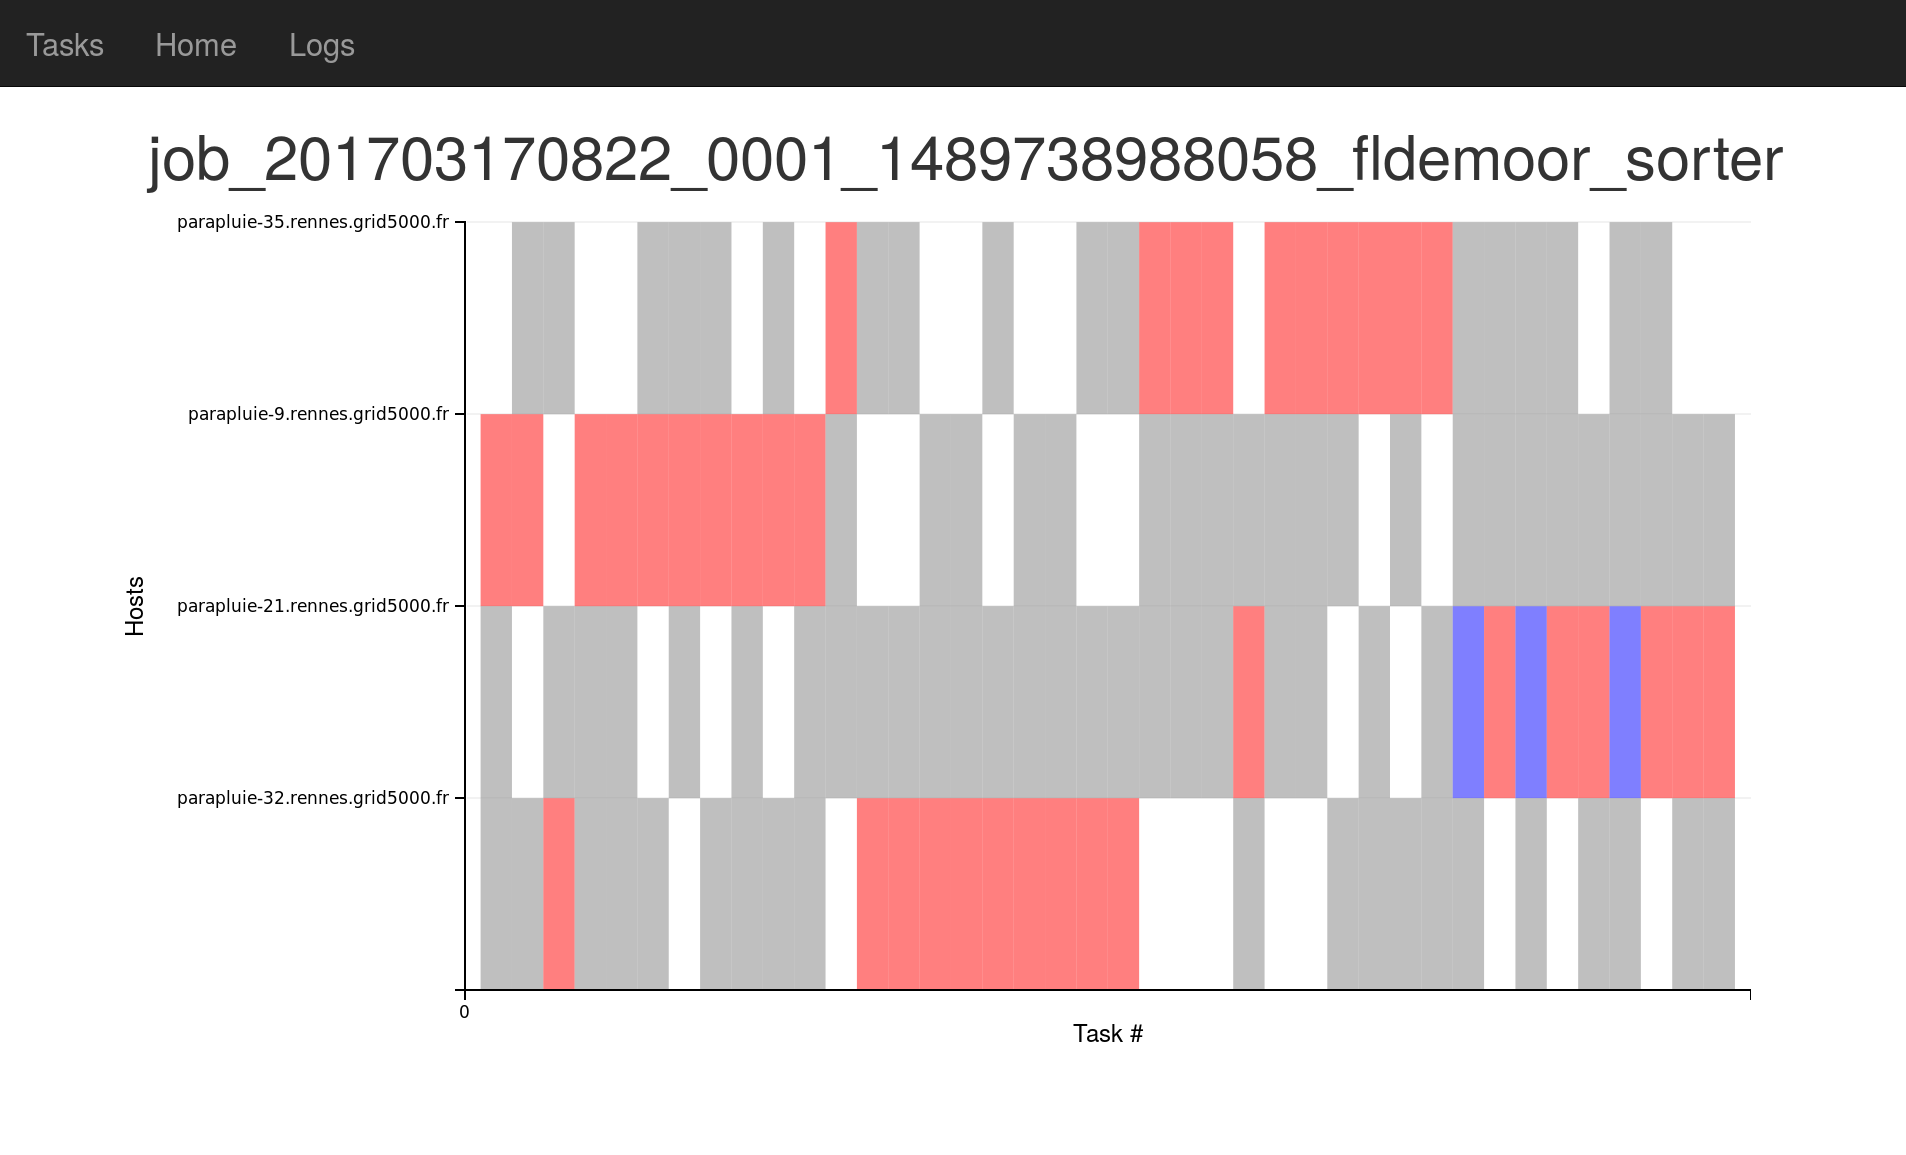 Tasks Home Logs
job_201703170822_0001_1489738988058_fldemoor_sorter
parapluie-35.rennes.grid5000.fr
parapluie-9.rennes.grid5000.fr
Hosts
parapluie-21.rennes.grid5000.fr
parapluie-32.rennes.grid5000.fr
0
Task #